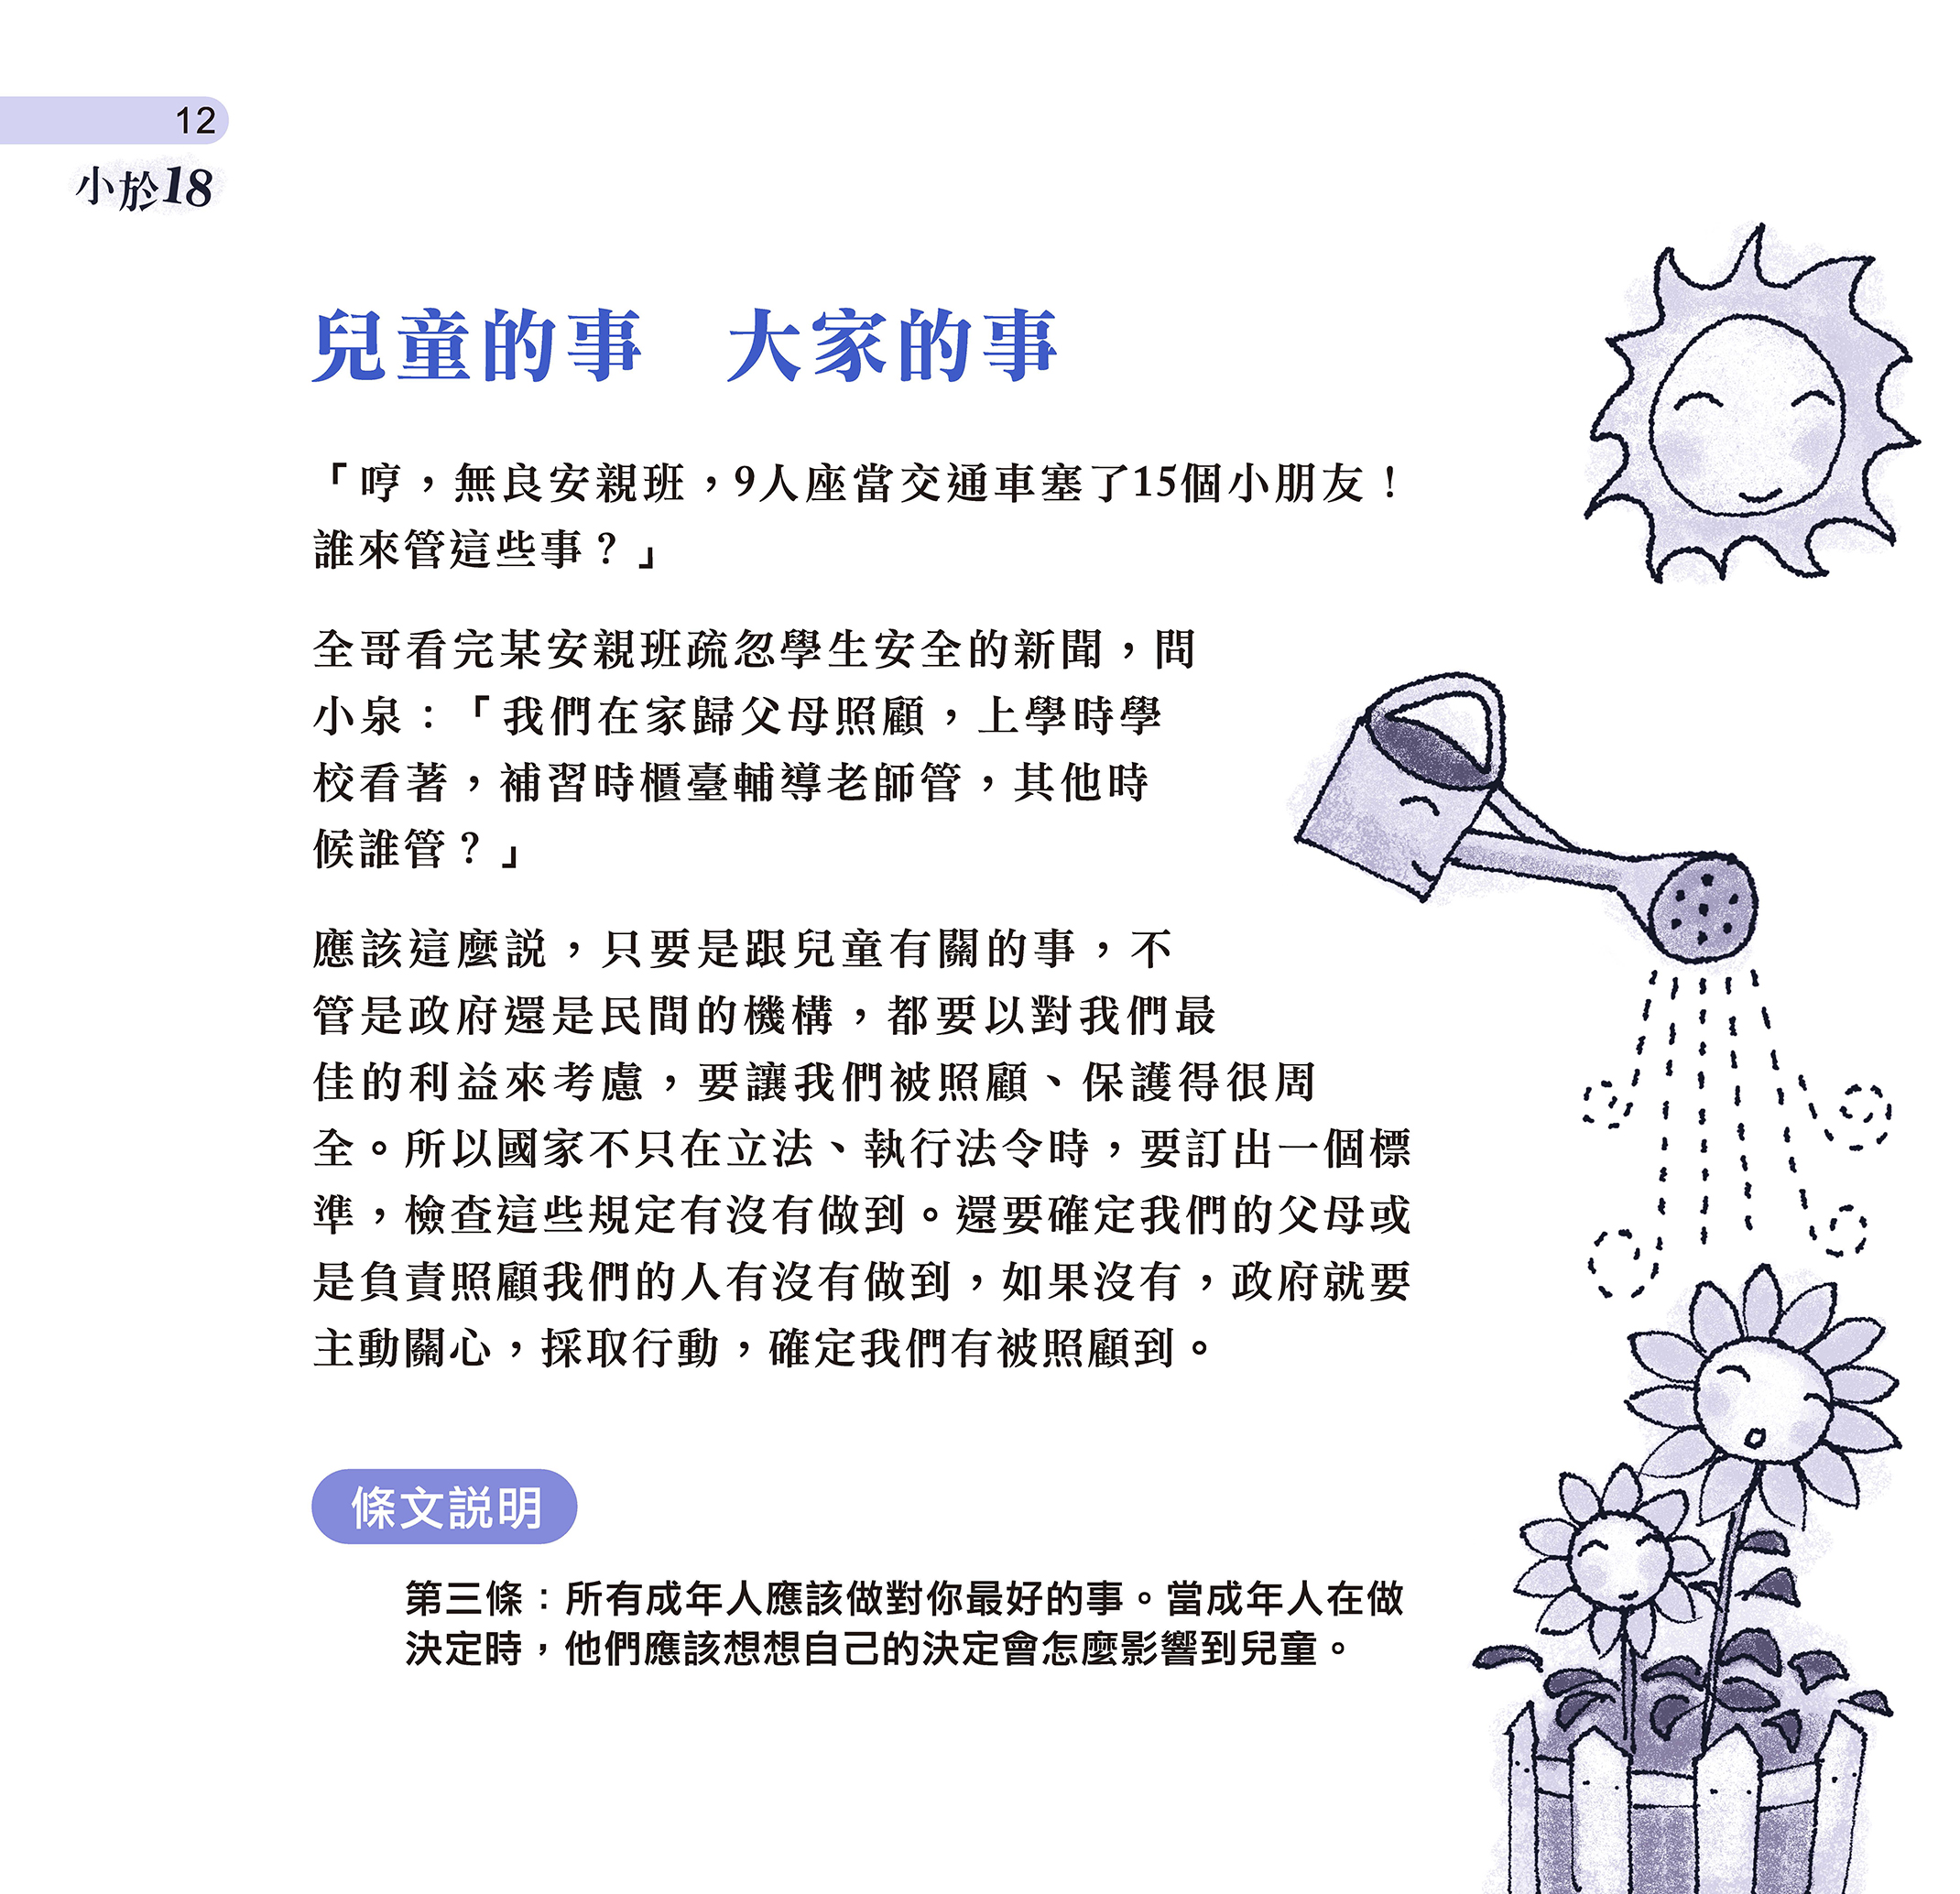 12
小於18
兒童的事　大家的事
「哼，無良安親班，9人座當交通車塞了15個小朋友！
誰來管這些事？」
全哥看完某安親班疏忽學生安全的新聞，問
小泉：「我們在家歸父母照顧，上學時學
校看著，補習時櫃臺輔導老師管，其他時
候誰管？」
應該這麼說，只要是跟兒童有關的事，不
管是政府還是民間的機構，都要以對我們最
佳的利益來考慮，要讓我們被照顧、保護得很周
全。所以國家不只在立法、執行法令時，要訂出一個標
準，檢查這些規定有沒有做到。還要確定我們的父母或
是負責照顧我們的人有沒有做到，如果沒有，政府就要
主動關心，採取行動，確定我們有被照顧到。
條文說明
第三條：所有成年人應該做對你最好的事。當成年人在做
決定時，他們應該想想自己的決定會怎麼影響到兒童。